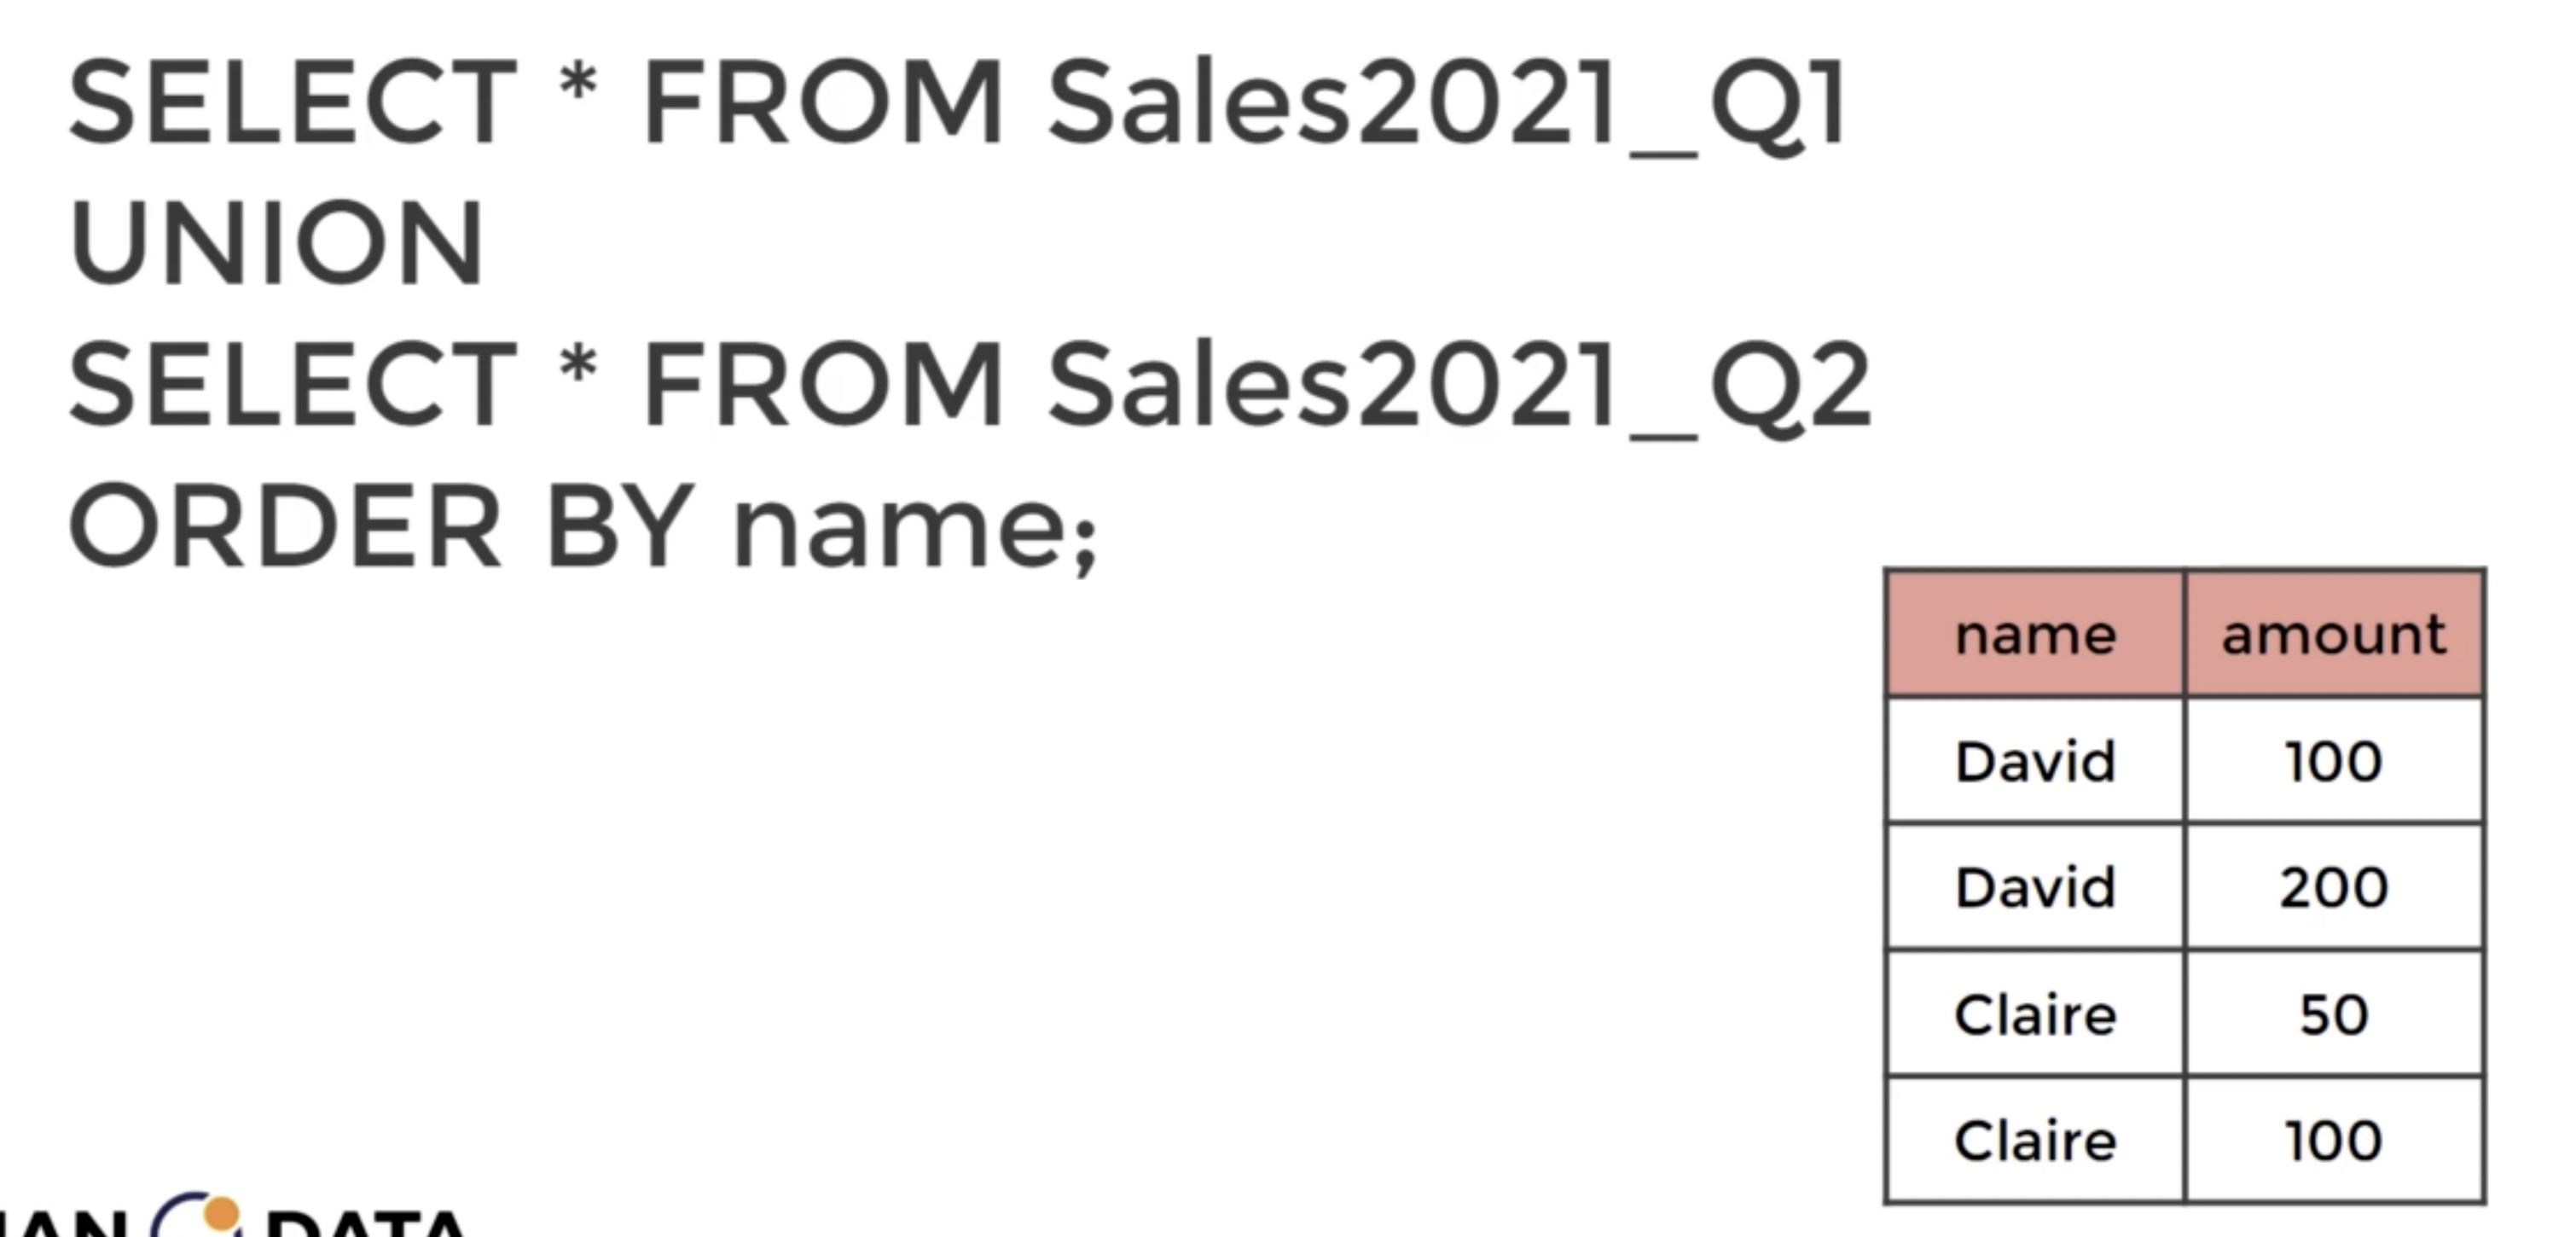 SELECT * FROM Sales2021_Q1
UNION
SELECT * FROM Sales2021_Q2
ORDER BY name;
name amount
David 100
David 200
Claire 50
Claire 100
DATA